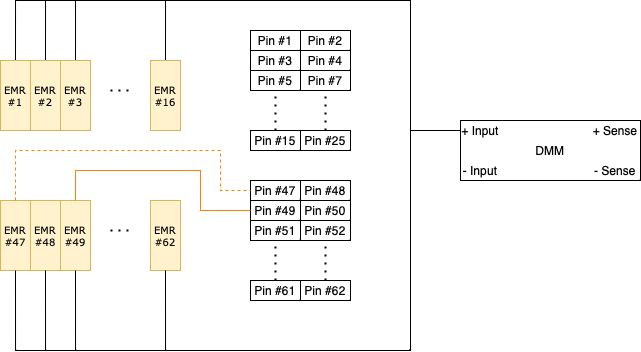 EMR #1
EMR #2
EMR #3
...
EMR #16
Pin #1 Pin #2
Pin #3 Pin #4
Pin #5 Pin #7
Pin #15 Pin #25
+ Input + Sense
DMM
- Input - Sense
Pin #47 Pin #48
Pin #49 Pin #50
Pin #51 Pin #52
Pin #61 Pin #62
EMR #47
EMR #48
EMR #49
...
EMR #62